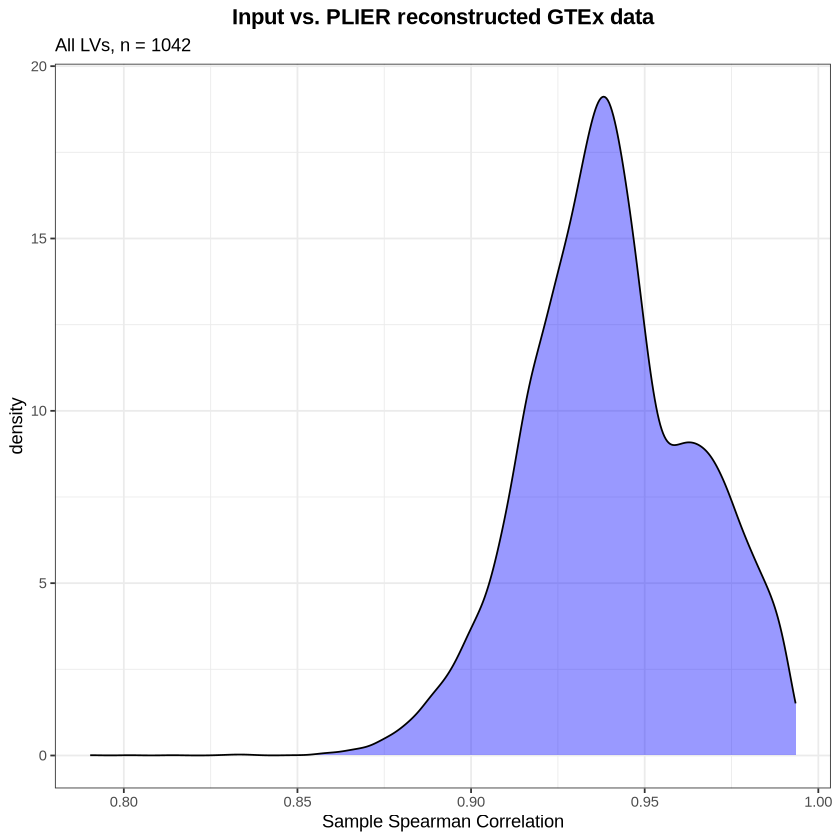 Input vs. PLIER reconstructed GTEx data
All LVs, n = 1042
20
15
10
5
0
density
0.80 0.85 0.90 0.95 1.00
Sample Spearman Correlation